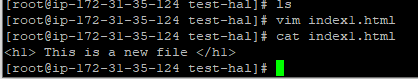 [root@ip-172-31-35-124 test-hal]# ls
[root@ip-172-31-35-124 test-hal]# vim index1.html
[root@ip-172-31-35-124 test-hal]# cat index1.html
<h1> This is a new file </h1>
[root@ip-172-31-35-124 test-hal]#